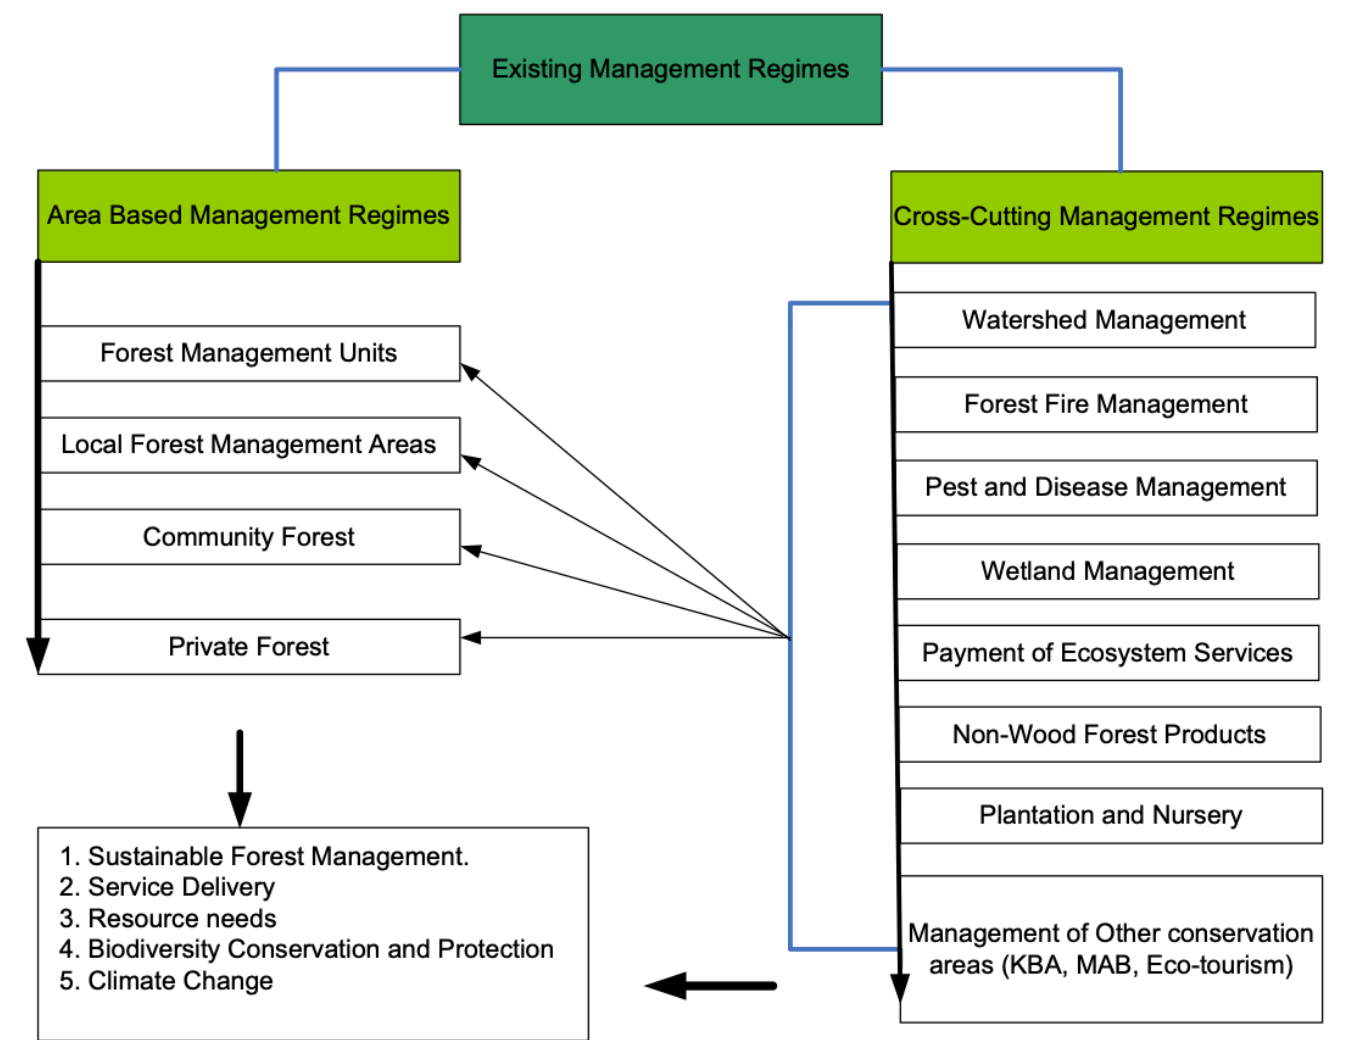 Existing Management Regimes
Area Based Management Regimes
Forest Management Units
Local Forest Management Areas
Community Forest
Private Forest
Cross-Cutting Management Regimes
Watershed Management
Forest Fire Management
Pest and Disease Management
Wetland Management
Payment of Ecosystem Services
Non-Wood Forest Products
Plantation and Nursery
Management of Other conservation
areas (KBA, MAB, Eco-tourism)
1. Sustainable Forest Management.
2. Service Delivery
3. Resource needs
4. Biodiversity Conservation and Protection
5. Climate Change